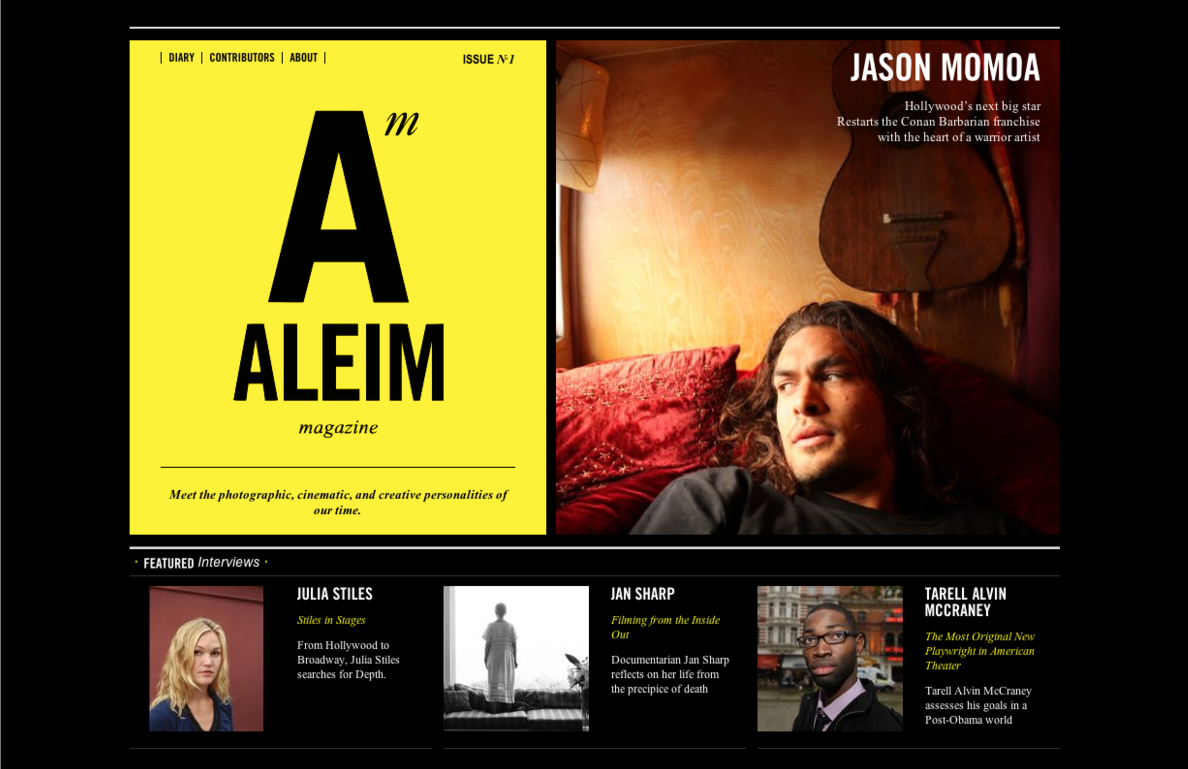 | DIARY | CONTRIBUTORS | ABOUT |
ISSUE Nº1
Am
ALEIM
magazine
Meet the photographic, cinematic, and creative personalities of
our time.
JASON MOMOA
Hollywood's next big star
Restarts the Conan Barbarian franchise
with the heart of a warrior artist
· FEATURED Interviews ·
JULIA STILES
Stiles in Stages
From Hollywood to
Broadway, Julia Stiles
searches for Depth.
JAN SHARP
Filming from the Inside
Out
Documentarian Jan Sharp
reflects on her life from
the precipice of death
TARELL ALVIN
MCCRANEY
The Most Original New
Playwright in American
Theater
Tarell Alvin McCraney
assesses his goals in a
Post-Obama world